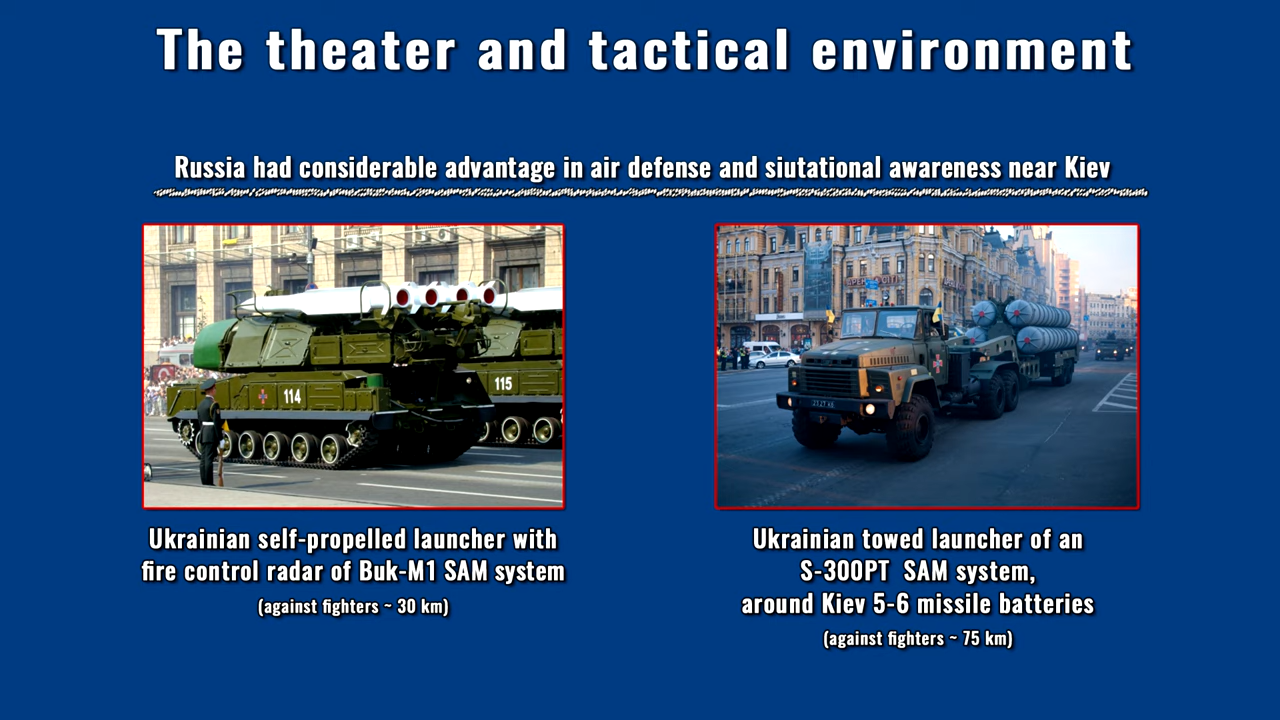 The theater and tactical environment
Russia had considerable advantage in air defense and siutational awareness near Kiev
114
115
Ukrainian self-propelled launcher with
fire control radar of Buk-M1 SAM system
(against fighters ~ 30 km)
Ukrainian towed launcher of an
S-300PT SAM system,
around Kiev 5-6 missile batteries
(against fighters ~ 75 km)